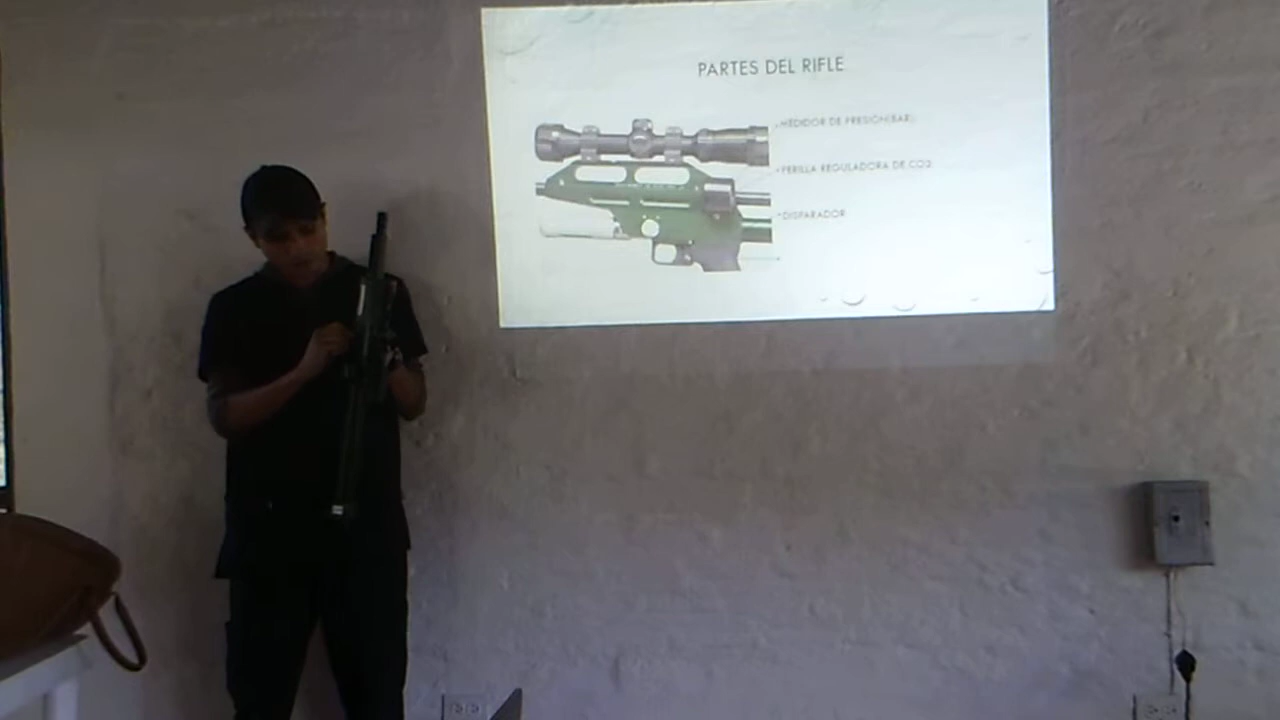 PARTES DEL RIFLE
MEDIDOR DE PRESIÓN(BAR)
PERILLA REGULADORA DE CO2
DISPARADOR